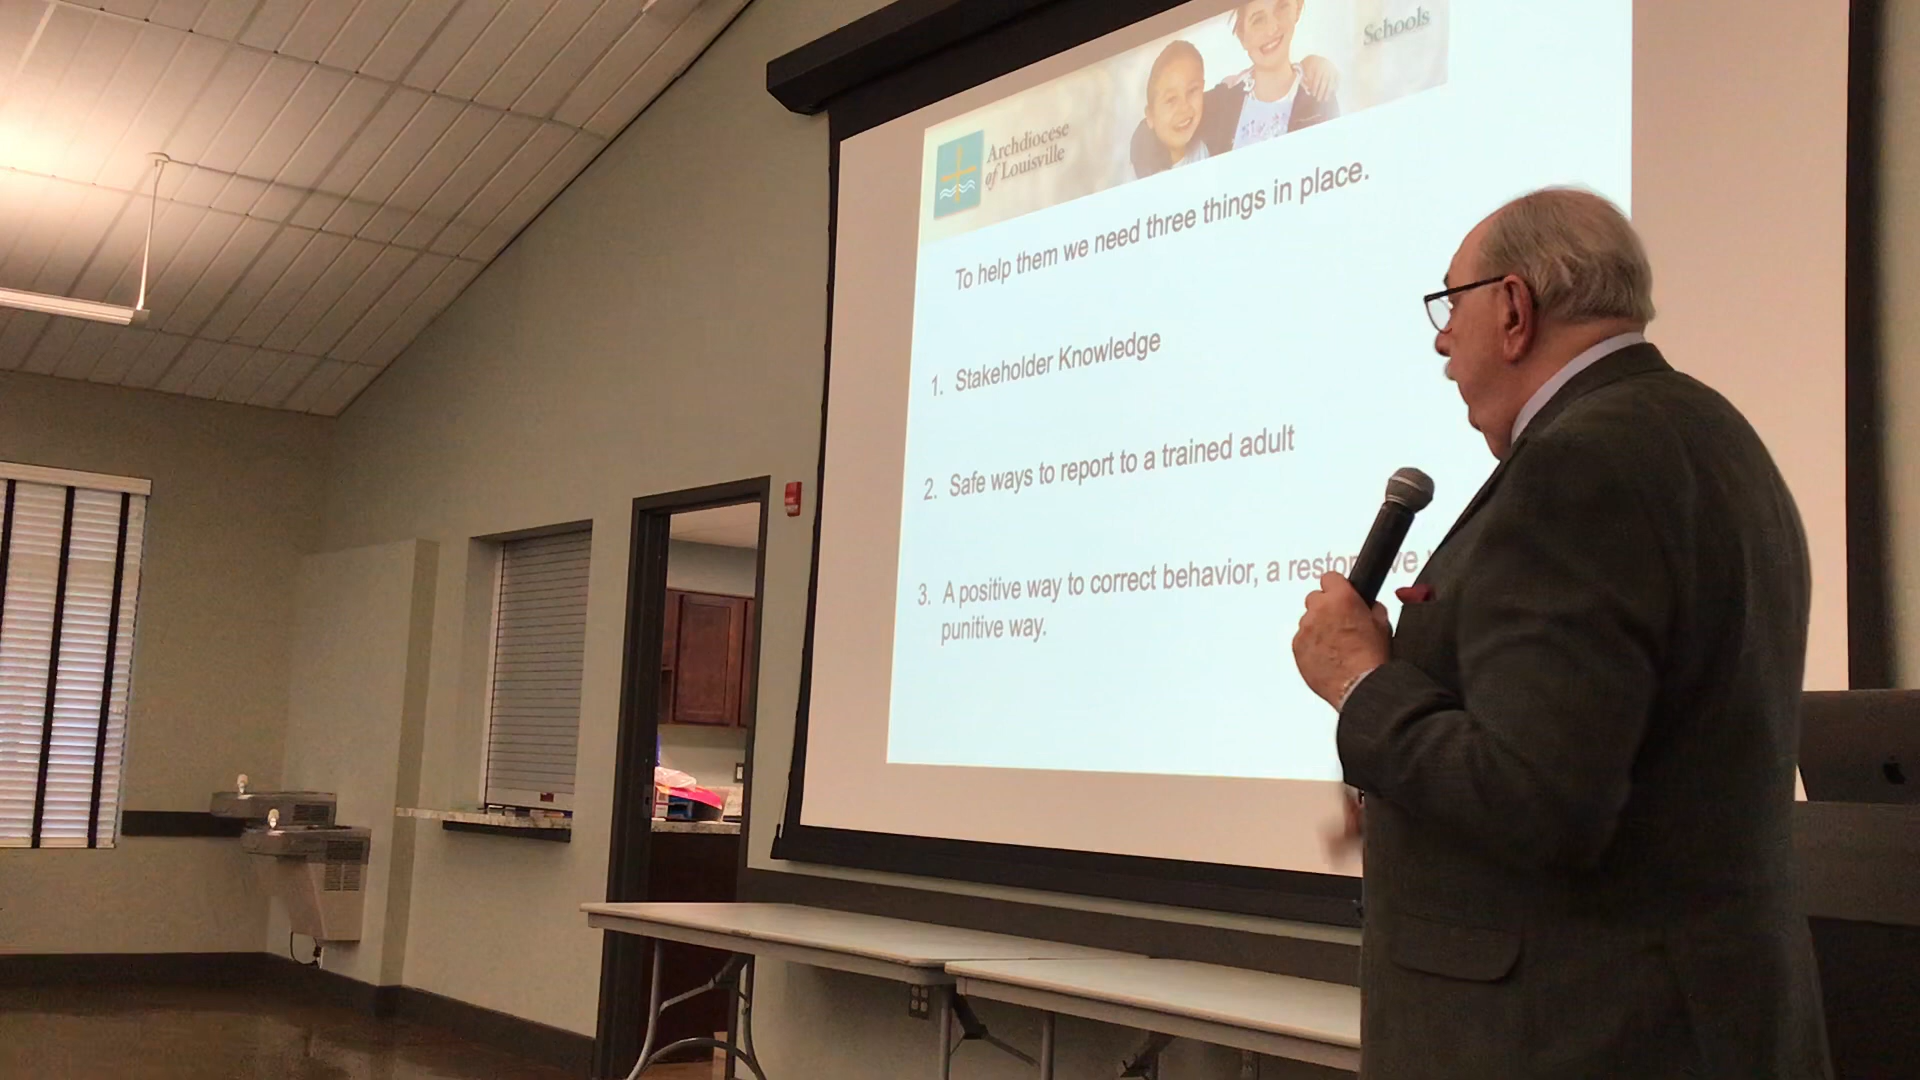 Schools
Archdiocese
of Louisville
To help them we need three things in place.
1. Stakeholder Knowledge
2. Safe ways to report to a trained adult
3. A positive way to correct behavior, a
punitive way.